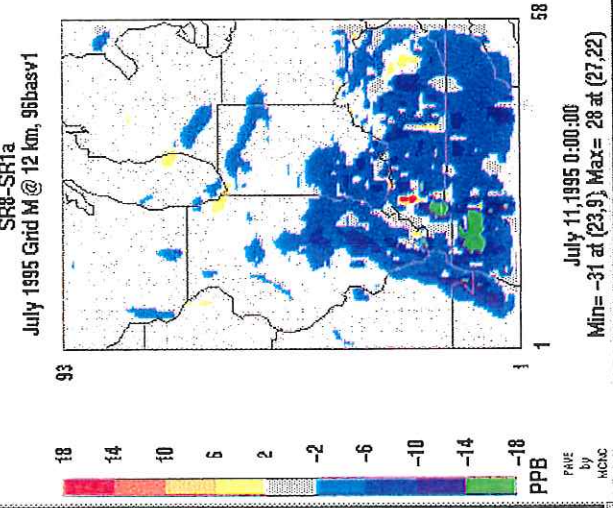 SR8-SR1a
July 1995 Grid M @ 12 km, 96basv1
93
1
1
58
18
14
10
6
2
-2
-6
-10
-14
-18
PPB
PAVE
by
MCNC
July 11,1995 0:00:00
Min= -31 at (23,9), Max= 28 at (27,22)